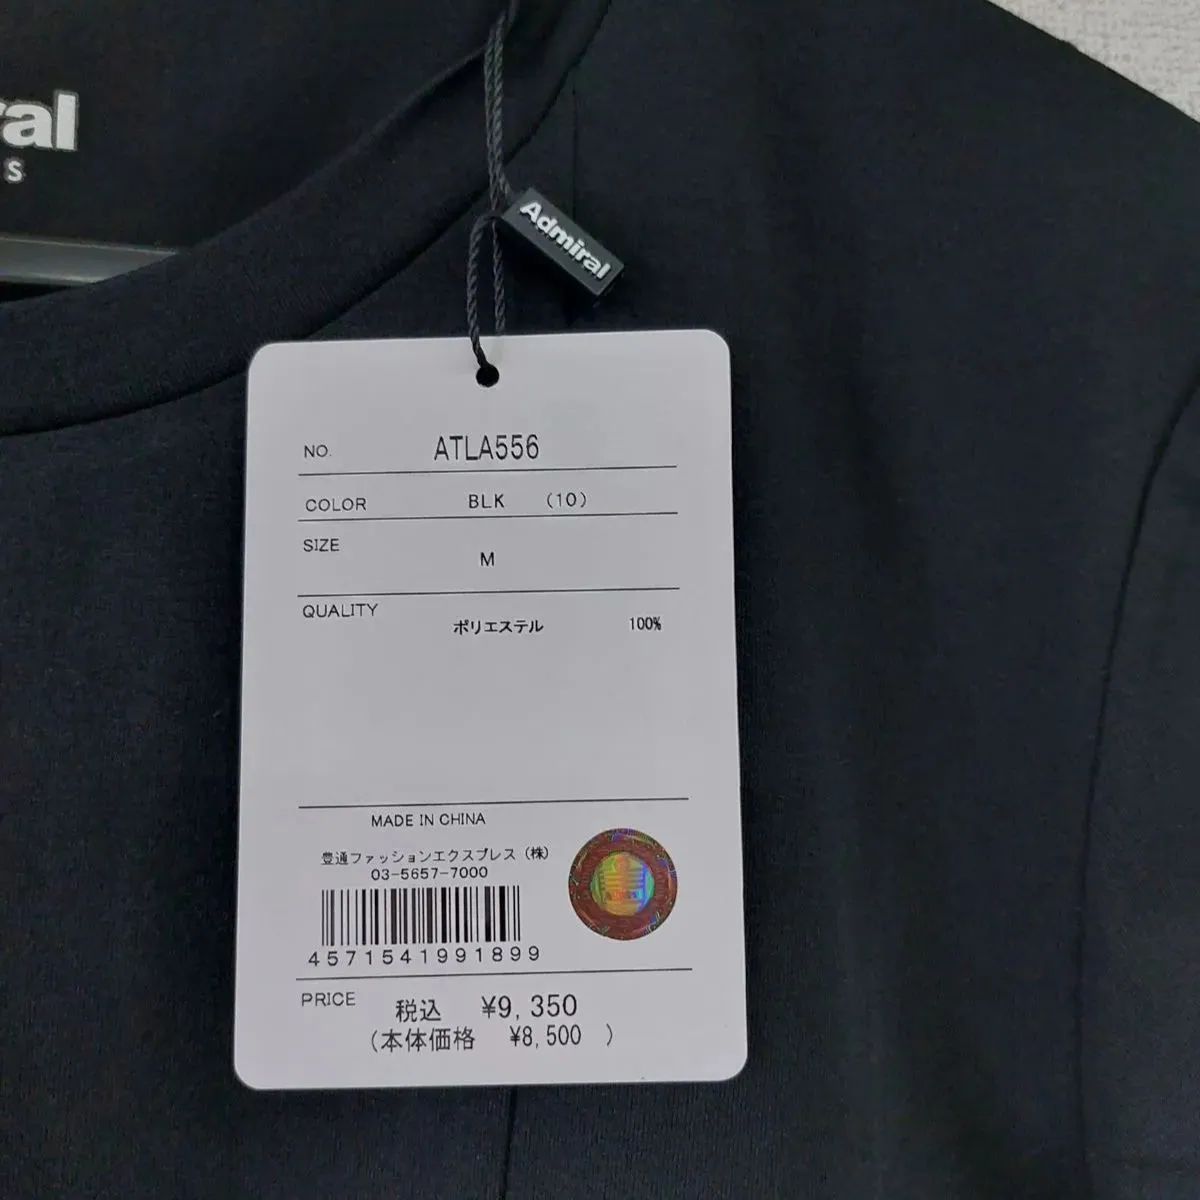 ral
S
Admiral
NO. ATLA556
COLOR BLK (10)
SIZE
M
QUALITY
ポリエステル 100%
MADE IN CHINA
豊通ファッションエクスプレス（株）
03-5657-7000
4571541991899
PRICE 税込 ¥9,350
(本体価格 ¥8,500 )